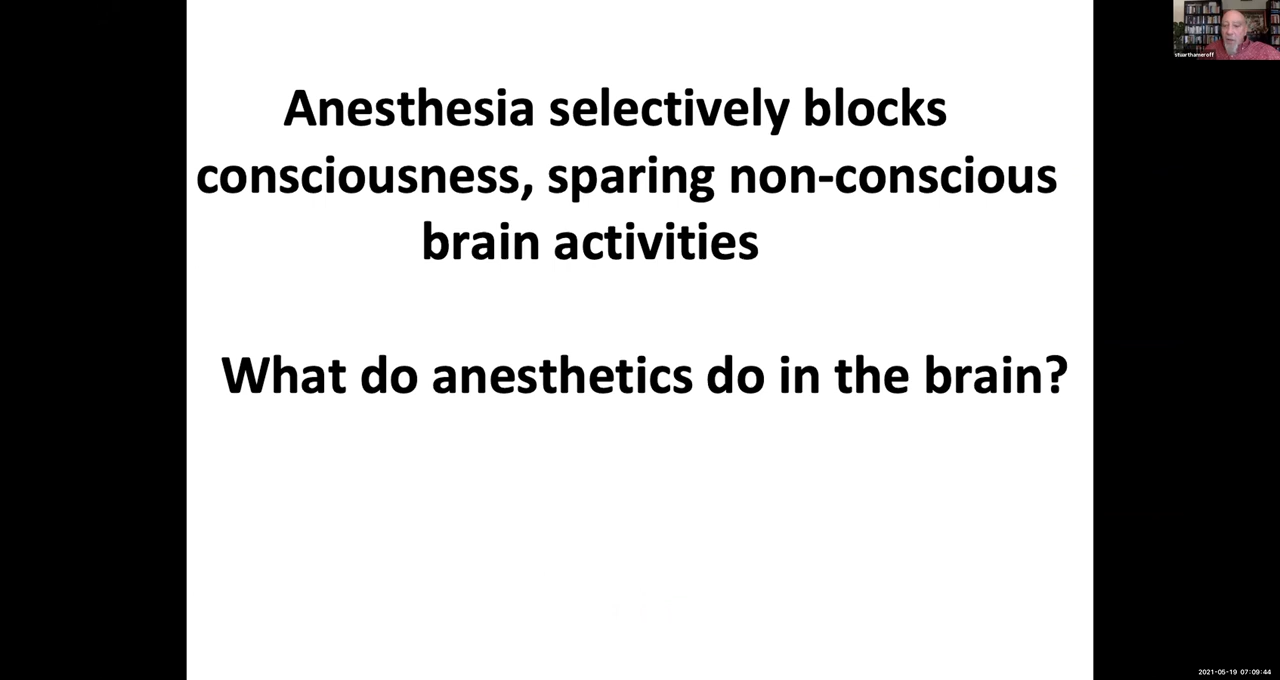 Anesthesia selectively blocks
consciousness, sparing non-conscious
brain activities
What do anesthetics do in the brain?
stuarthameroff
2021-05-19 07:09:44